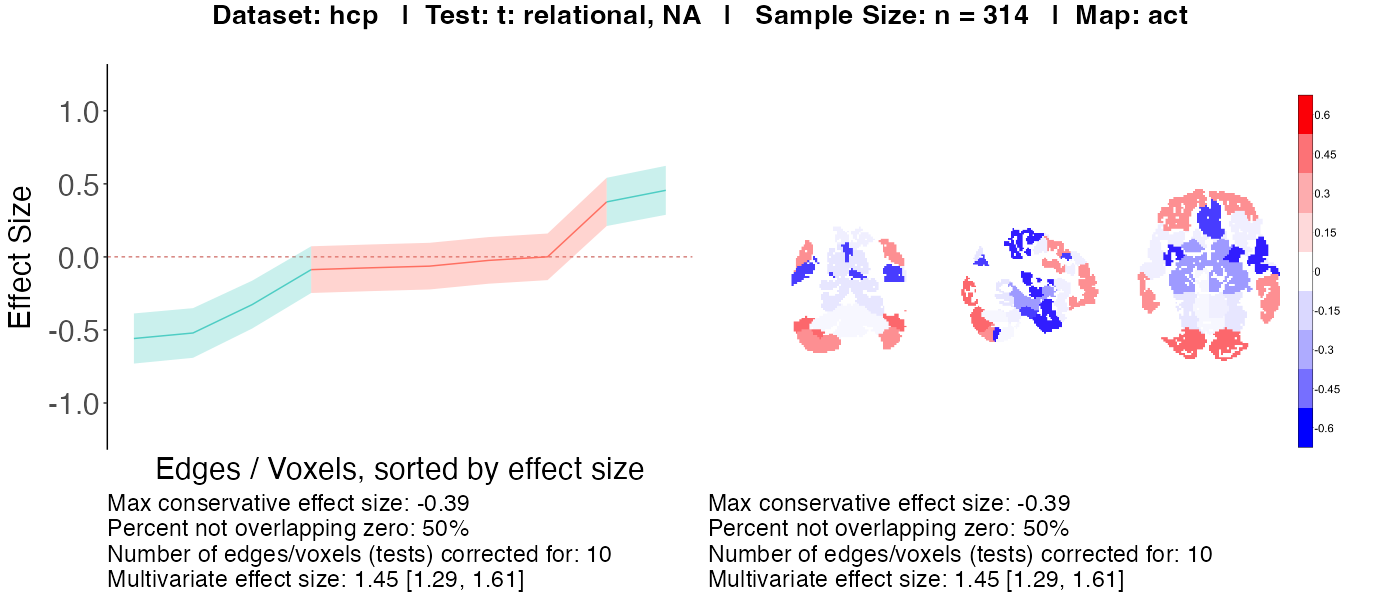 Dataset: hcp | Test: t: relational, NA | Sample Size: n = 314 | Map: act
Effect Size
1.0
0.5
0.0
-0.5
-1.0
Edges / Voxels, sorted by effect size
0.6
0.45
0.3
0.15
0
-0.15
-0.3
-0.45
-0.6
Max conservative effect size: -0.39
Percent not overlapping zero: 50%
Number of edges/voxels (tests) corrected for: 10
Multivariate effect size: 1.45 [1.29, 1.61]
Max conservative effect size: -0.39
Percent not overlapping zero: 50%
Number of edges/voxels (tests) corrected for: 10
Multivariate effect size: 1.45 [1.29, 1.61]